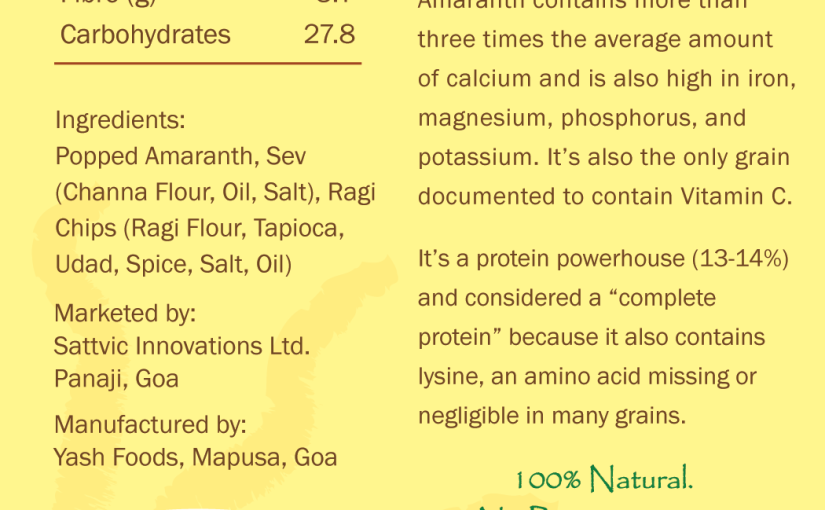 Fibre (g)
Carbohydrates 27.8
Ingredients:
Popped Amaranth, Sev
(Channa Flour, Oil, Salt), Ragi
Chips (Ragi Flour, Tapioca,
Udad, Spice, Salt, Oil)
Marketed by:
Sattvic Innovations Ltd.
Panaji, Goa
Manufactured by:
Yash Foods, Mapusa, Goa
Amaranth contains more than
three times the average amount
of calcium and is also high in iron,
magnesium, phosphorus, and
potassium. It’s also the only grain
documented to contain Vitamin C.
It’s a protein powerhouse (13-14%)
and considered a “complete
protein” because it also contains
lysine, an amino acid missing or
negligible in many grains.
100% Natural.